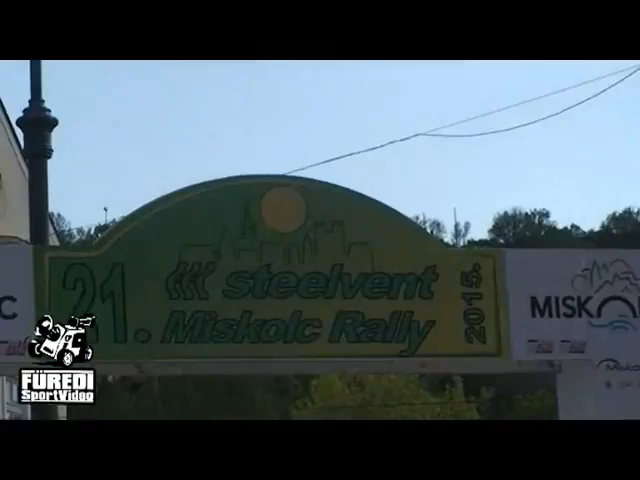 21. steelvent
Miskolc Rally
2015.
C
MISKO
FÜREDI
SportVideo